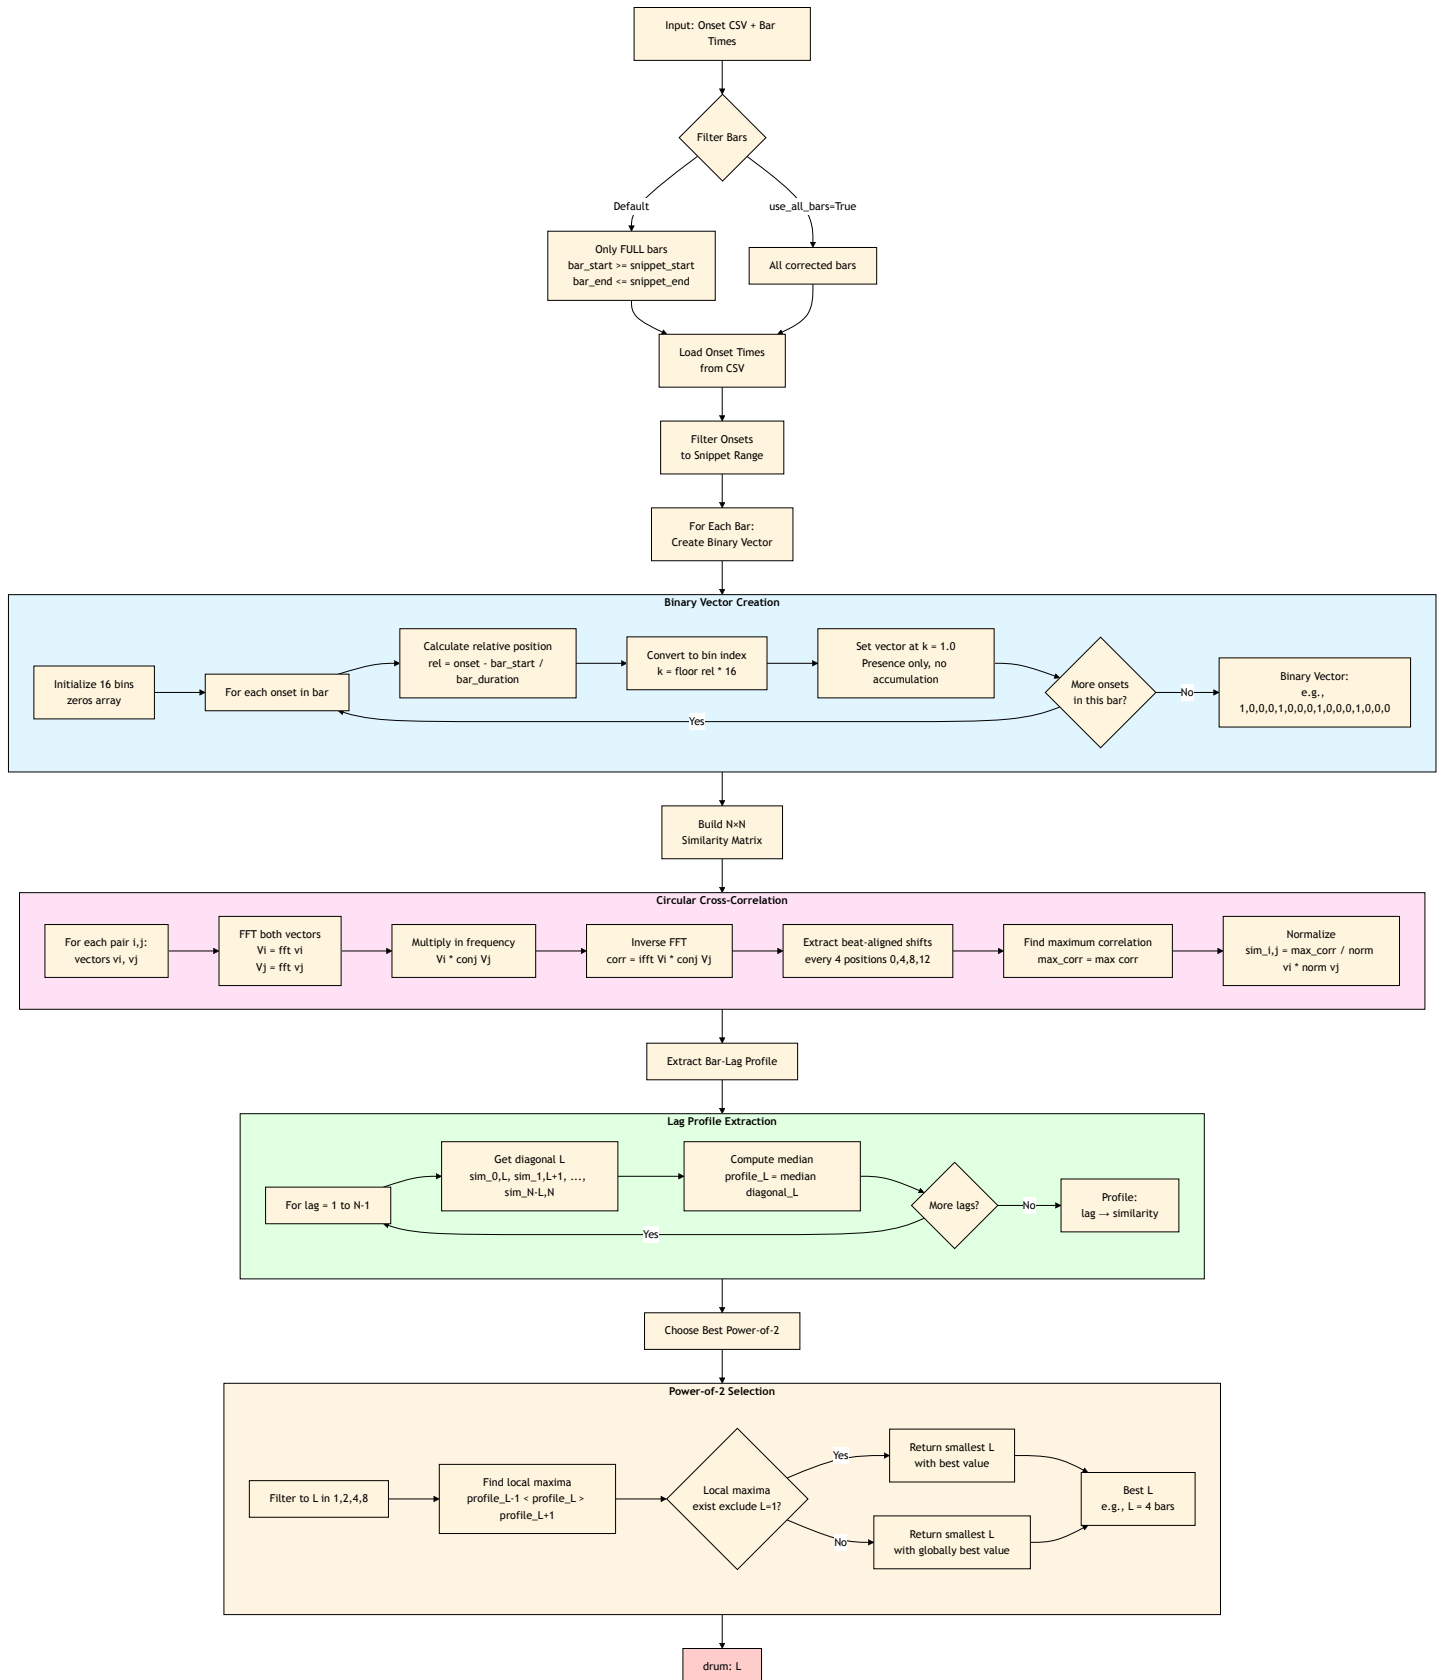 Input: Onset CSV + Bar
Times
Filter Bars
Default
use_all_bars=True
Only FULL bars
bar_start >= snippet_start
bar_end <= snippet_end
All corrected bars
Load Onset Times
from CSV
Filter Onsets
to Snippet Range
For Each Bar:
Create Binary Vector
Binary Vector Creation
Initialize 16 bins
zeros array
For each onset in bar
Calculate relative position
rel = onset - bar_start /
bar_duration
Convert to bin index
k = floor rel * 16
Set vector at k = 1.0
Presence only, no
accumulation
More onsets
in this bar?
No
Binary Vector:
e.g.,
1,0,0,0,1,0,0,0,1,0,0,0,1,0,0,0
Yes
Build N×N
Similarity Matrix
Circular Cross-Correlation
For each pair i,j:
vectors vi, vj
FFT both vectors
Vi = fft vi
Vj = fft vj
Multiply in frequency
Vi * conj Vj
Inverse FFT
corr = ifft Vi * conj Vj
Extract beat-aligned shifts
every 4 positions 0,4,8,12
Find maximum correlation
max_corr = max corr
Normalize
sim_i,j = max_corr / norm
vi * norm vj
Extract Bar-Lag Profile
Lag Profile Extraction
For lag = 1 to N-1
Get diagonal L
sim_0,L, sim_1,L+1, ...,
sim_N-L,N
Compute median
profile_L = median
diagonal_L
More lags?
No
Profile:
lag → similarity
Yes
Choose Best Power-of-2
Power-of-2 Selection
Filter to L in 1,2,4,8
Find local maxima
profile_L-1 < profile_L >
profile_L+1
Local maxima
exist exclude L=1?
Yes
Return smallest L
with best value
No
Return smallest L
with globally best value
Best L
e.g., L = 4 bars
drum: L